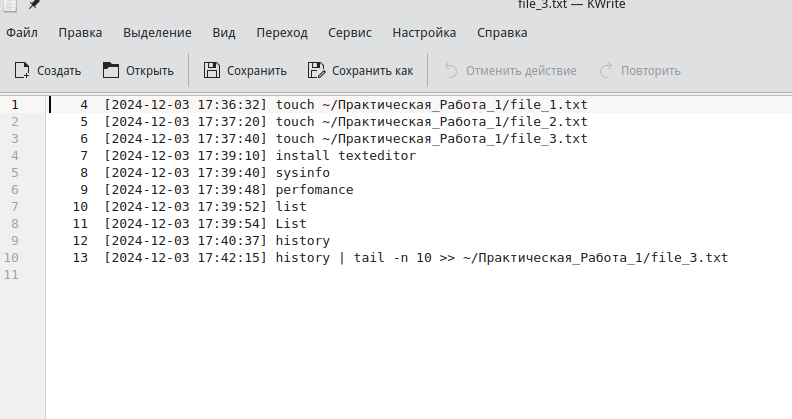 file_3.txt — KWrite
Файл Правка Выделение Вид Переход Сервис Настройка Справка
Создать Открыть Сохранить Сохранить как Отменить действие Повторить
1 4 [2024-12-03 17:36:32] touch ~/Практическая_Работа_1/file_1.txt
2 5 [2024-12-03 17:37:20] touch ~/Практическая_Работа_1/file_2.txt
3 6 [2024-12-03 17:37:40] touch ~/Практическая_Работа_1/file_3.txt
4 7 [2024-12-03 17:39:10] install texteditor
5 8 [2024-12-03 17:39:40] sysinfo
6 9 [2024-12-03 17:39:48] perfomance
7 10 [2024-12-03 17:39:52] list
8 11 [2024-12-03 17:39:54] List
9 12 [2024-12-03 17:40:37] history
10 13 [2024-12-03 17:42:15] history | tail -n 10 >> ~/Практическая_Работа_1/file_3.txt
11